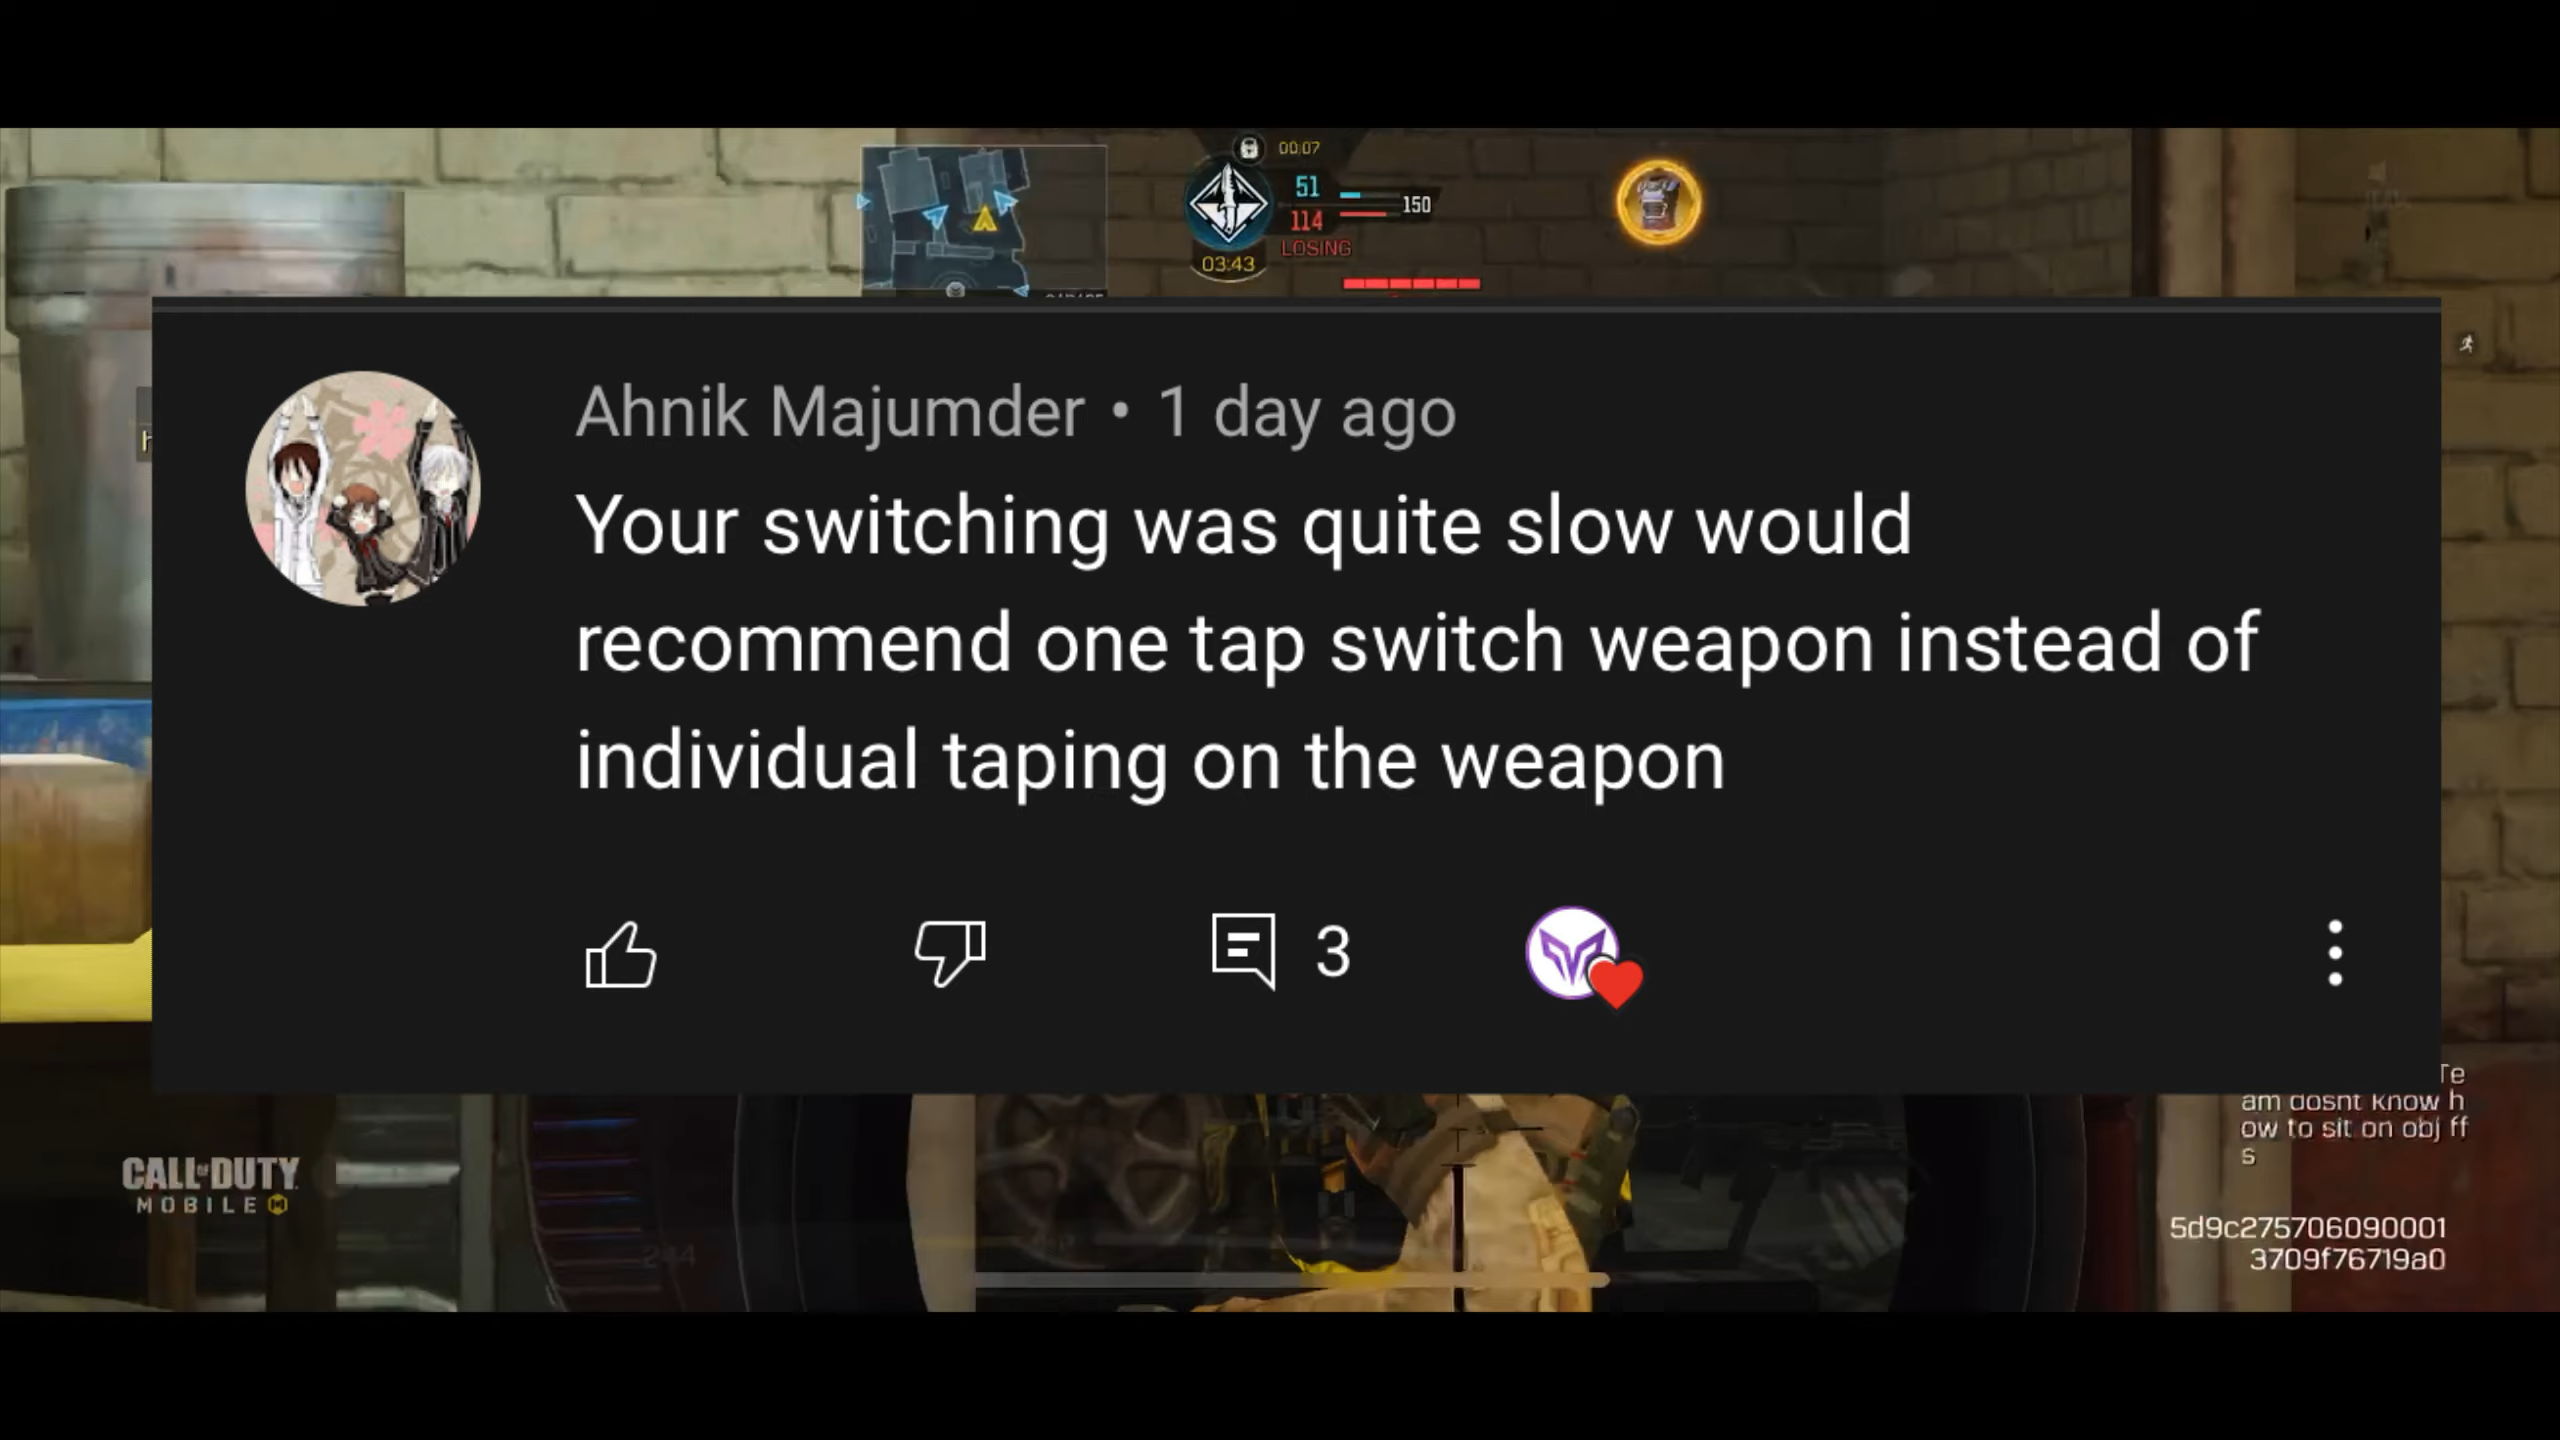 00:07
51
114
150
LOSING
03:43
Ahnik Majumder • 1 day ago
Your switching was quite slow would
recommend one tap switch weapon instead of
individual taping on the weapon
3
Te
am dosnt know h
ow to sit on obj ff
s
CALL OF DUTY
MOBILE
244
5d9c275706090001
3709f76719a0